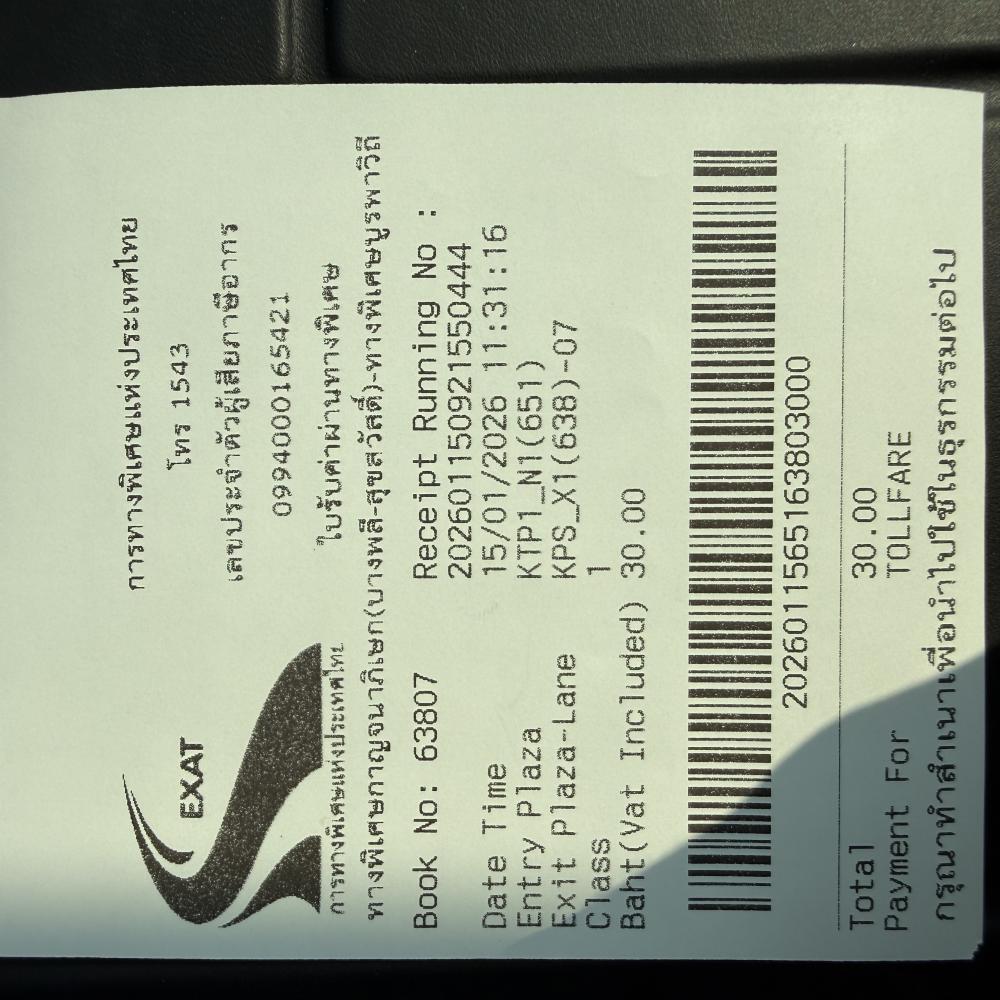 EXAT
การทางพิเศษแห่งประเทศไทย
การทางพิเศษแห่งประเทศไทย
โทร 1543
เลขประจำตัวผู้เสียภาษีอากร
0994000165421
ใบรับค่าผ่านทางพิเศษ
ทางพิเศษกาญจนาภิเษก(บางพลี-สุขสวัสดิ์)-ทางพิเศษบูรพาวิถี
Book No: 63807 Receipt Running No :
202601150921550444
Date Time 15/01/2026 11:31:16
Entry Plaza KTP1_N1(651)
Exit Plaza-Lane KPS_X1(638)-07
Class 1
Baht(Vat Included) 30.00
2026011565163803000
Total 30.00
Payment For TOLLFARE
กรุณาทำสำเนาเพื่อนำไปใช้ในธุรกรรมต่อไป